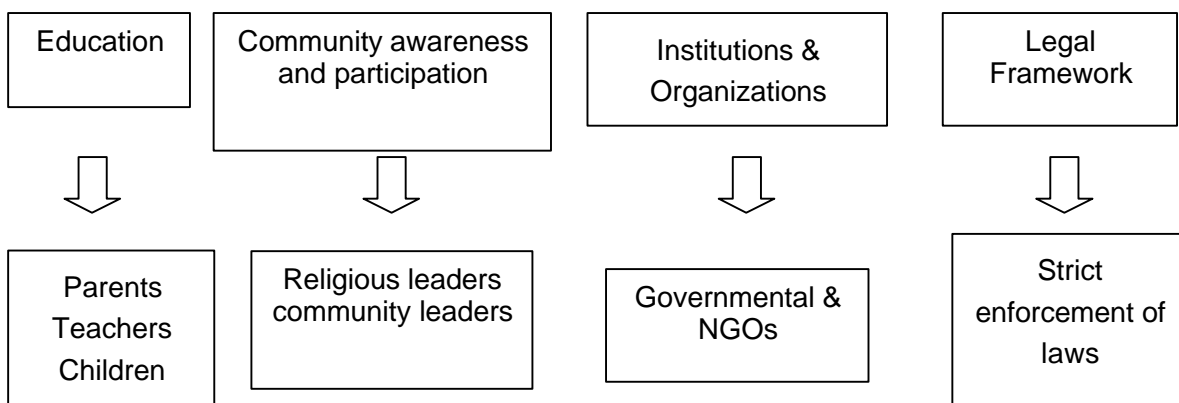 Education
Community awareness
and participation
Institutions &
Organizations
Legal
Framework
Parents
Teachers
Children
Religious leaders
community leaders
Governmental &
NGOs
Strict
enforcement of
laws